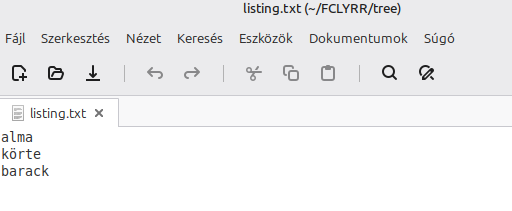 listing.txt (~/FCLYRR/tree)
Fájl Szerkesztés Nézet Keresés Eszközök Dokumentumok Súgó
listing.txt
alma
körte
barack